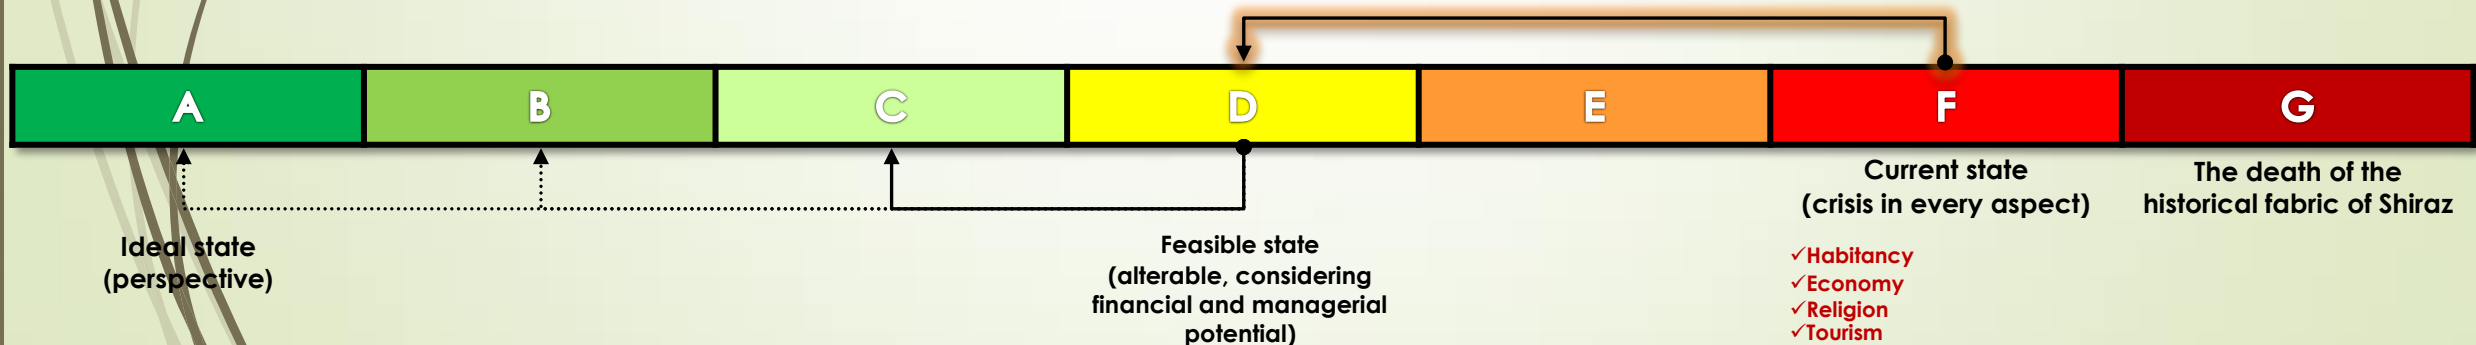 A
B
C
D
E
F
G
Ideal state
(perspective)
Feasible state
(alterable, considering
financial and managerial
potential)
Current state
(crisis in every aspect)
✓Habitancy
✓Economy
✓Religion
✓Tourism
The death of the
historical fabric of Shiraz